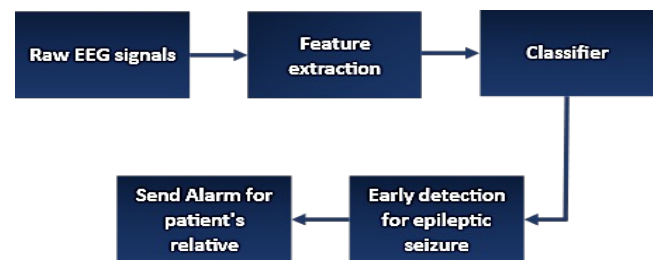 Raw EEG signals
Feature
extraction
Classifier
Early detection
for epileptic
seizure
Send Alarm for
patient's
relative